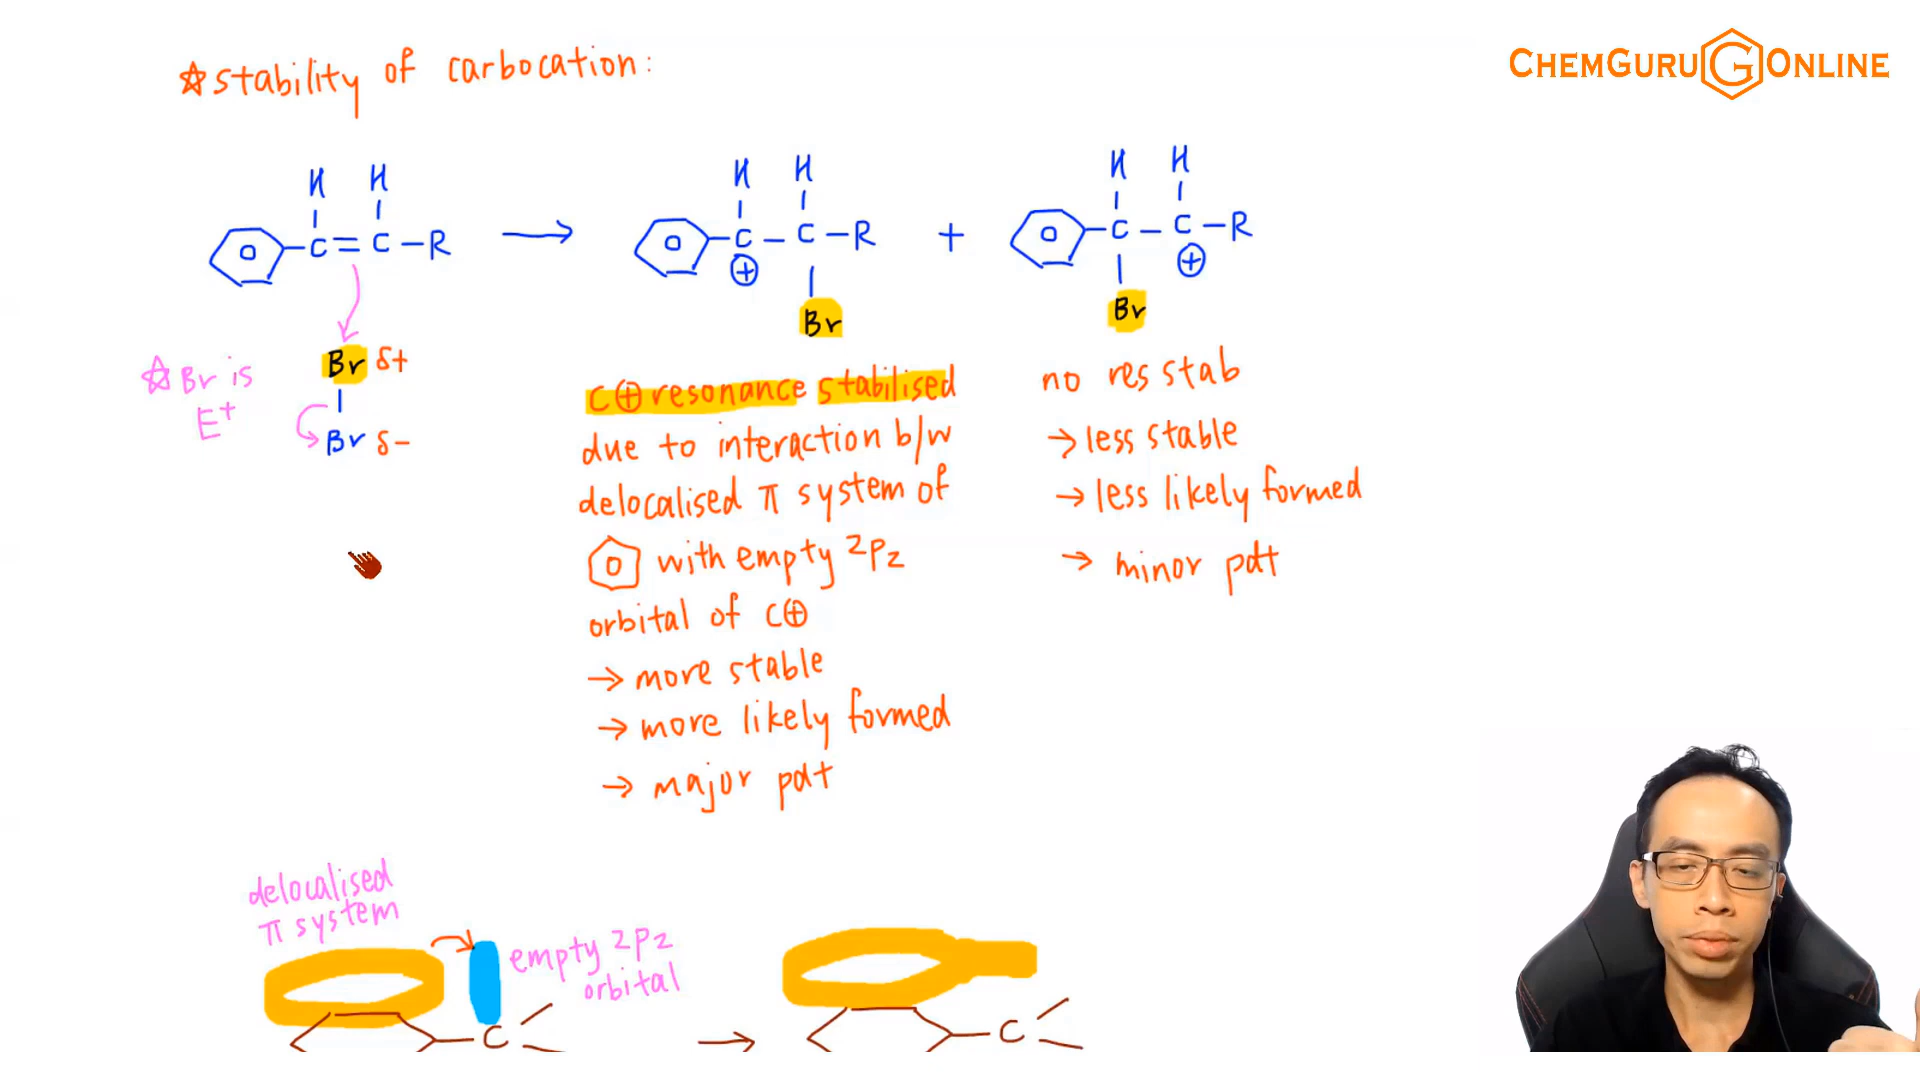 ☆ stability of carbocation:
CHEMGURU G ONLINE
H H
C = C – R
H H
C – C – R
⊕
Br
+
H H
C – C – R
⊕
Br
☆ Br is
E+
Br δ+
Br δ-
C⊕ resonance stabilised
due to interaction b/w
delocalised π system of
with empty 2Pz
orbital of C⊕
→ more stable
→ more likely formed
→ major pdt
no res stab
→ less stable
→ less likely formed
→ minor pdt
delocalised
π system
empty 2Pz
orbital
C
→
C